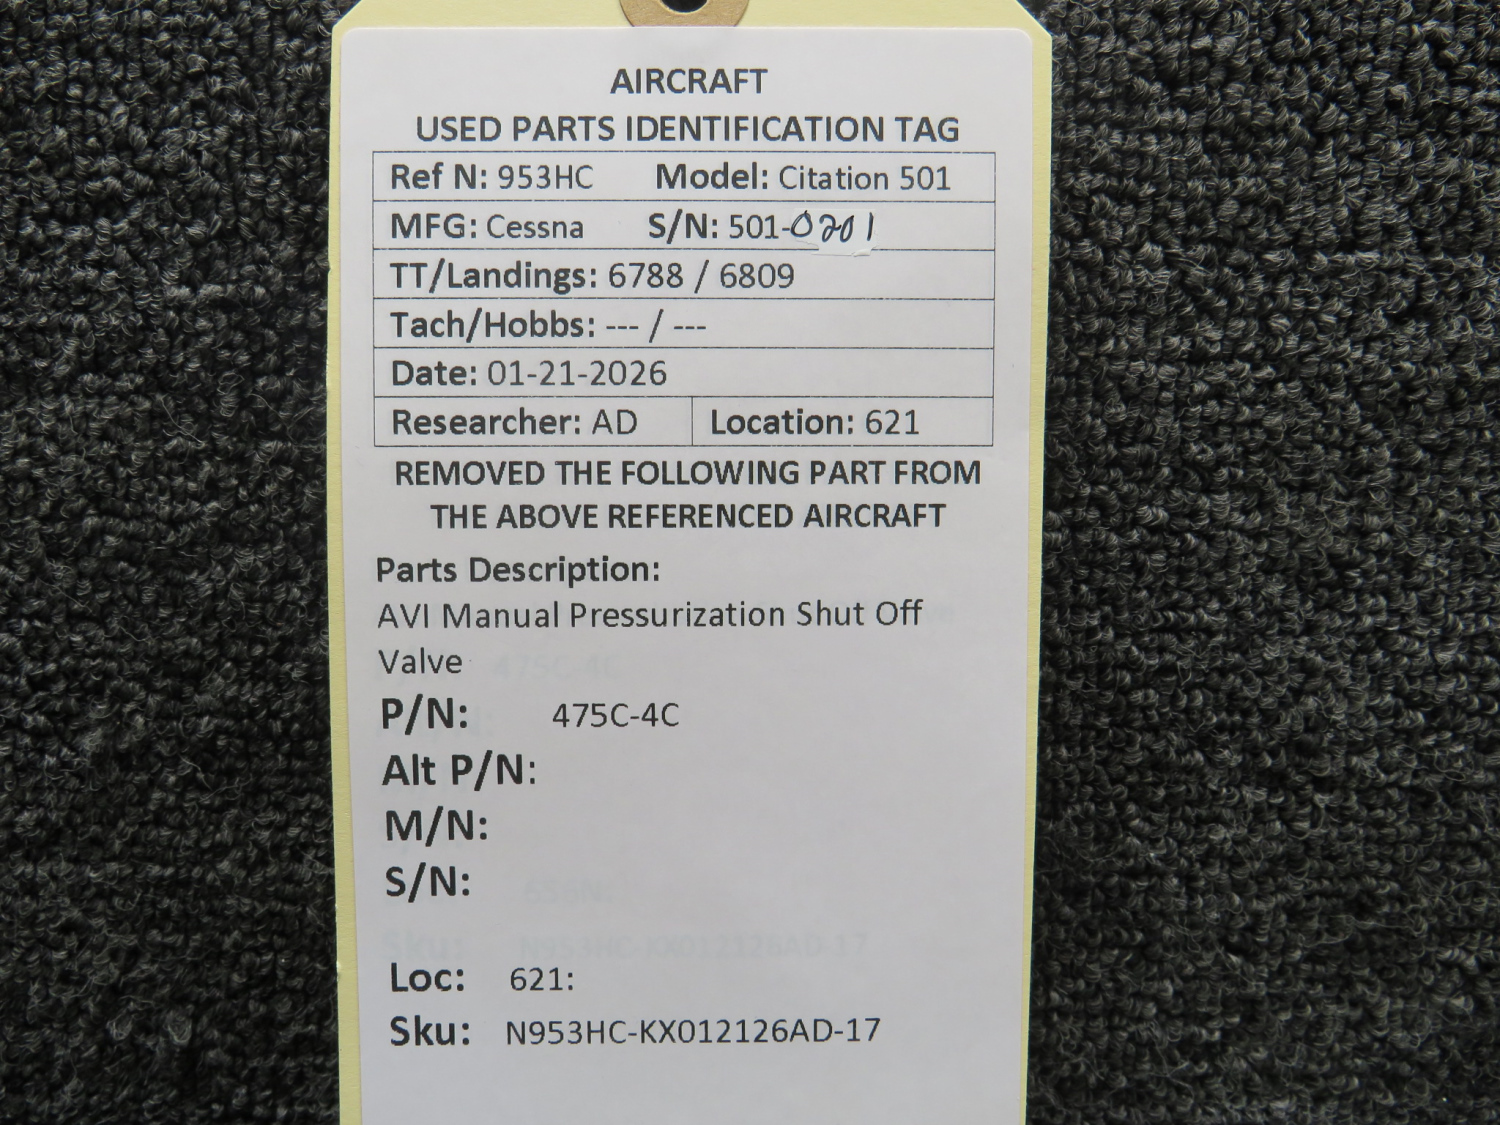 AIRCRAFT
USED PARTS IDENTIFICATION TAG
Ref N: 953HC Model: Citation 501
MFG: Cessna S/N: 501-0201
TT/Landings: 6788 / 6809
Tach/Hobbs: --- / ---
Date: 01-21-2026
Researcher: AD Location: 621
REMOVED THE FOLLOWING PART FROM
THE ABOVE REFERENCED AIRCRAFT
Parts Description:
AVI Manual Pressurization Shut Off
Valve
P/N: 475C-4C
Alt P/N:
M/N:
S/N:
Loc: 621:
Sku: N953HC-KX012126AD-17